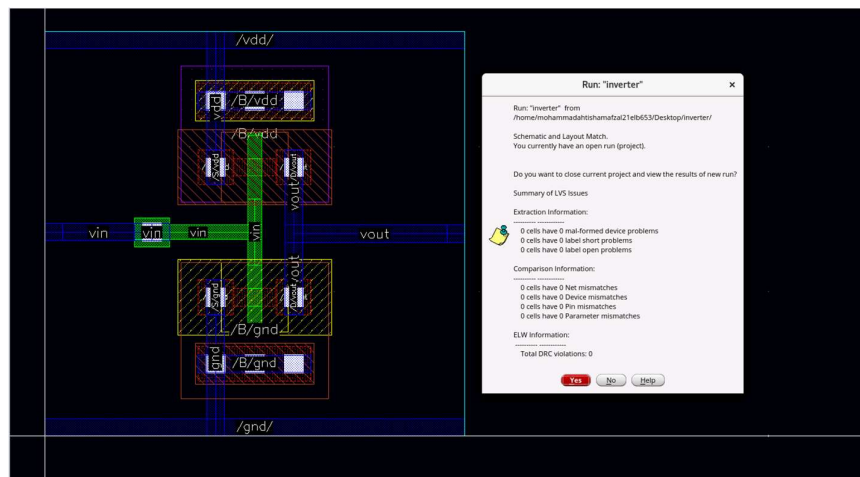 /vdd/
vdd
/B/vdd
/B/vdd
/S/vdd
/D/vout
vout
vin
vin
vin
vin
vout
/S/gnd
/D/vout
vout
/B/gnd
gnd
/B/gnd
/gnd/
Run: "inverter"
Run: "inverter" from
/home/mohammadahtishamafzal21elb653/Desktop/inverter/
Schematic and Layout Match.
You currently have an open run (project).
Do you want to close current project and view the results of new run?
Summary of LVS Issues
Extraction Information:
0 cells have 0 mal-formed device problems
0 cells have 0 label short problems
0 cells have 0 label open problems
Comparison Information:
0 cells have 0 Net mismatches
0 cells have 0 Device mismatches
0 cells have 0 Pin mismatches
0 cells have 0 Parameter mismatches
ELW Information:
Total DRC violations: 0
Yes No Help